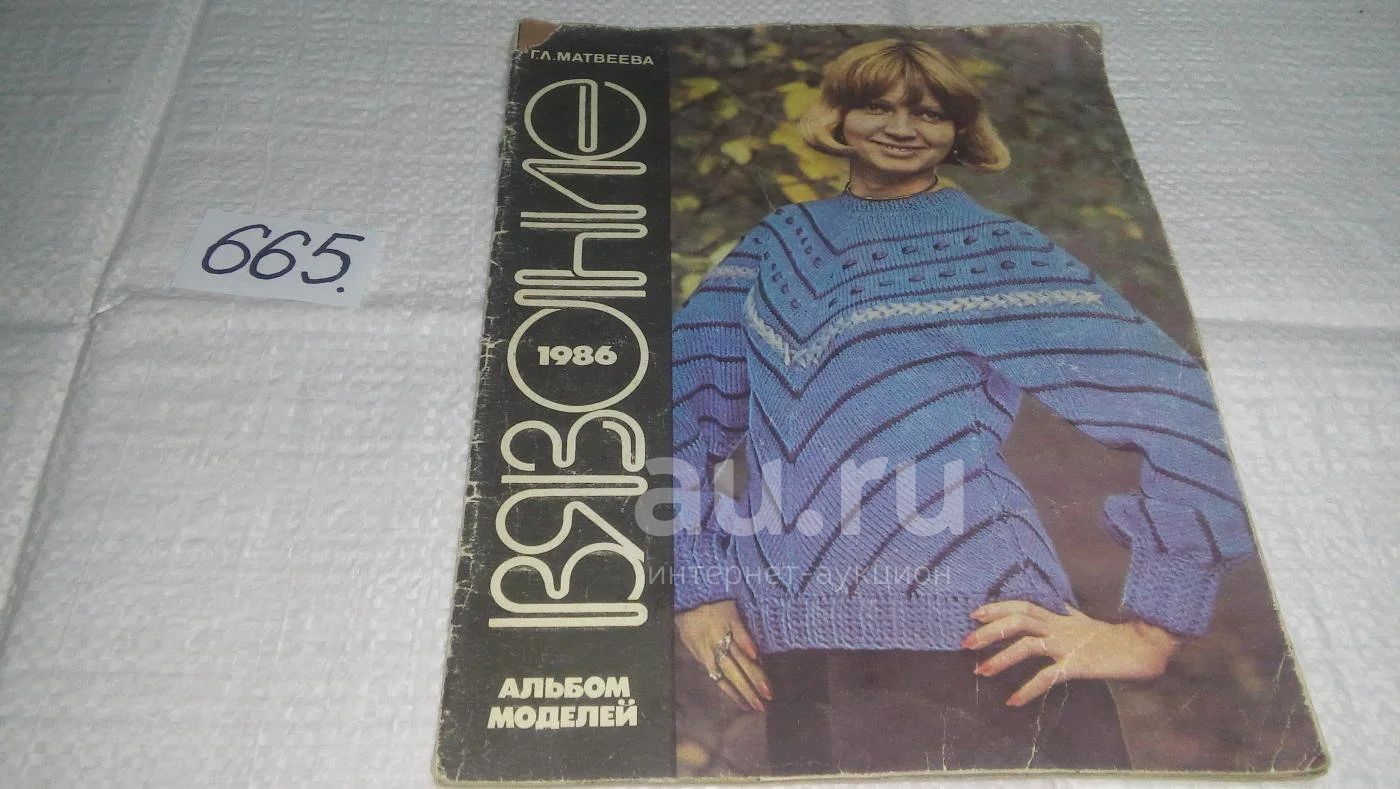 665.
Г.Л.МАТВЕЕВА
ВЯЗАНИЕ
1986
АЛЬБОМ
МОДЕЛЕЙ
au.ru
интернет-аукцион